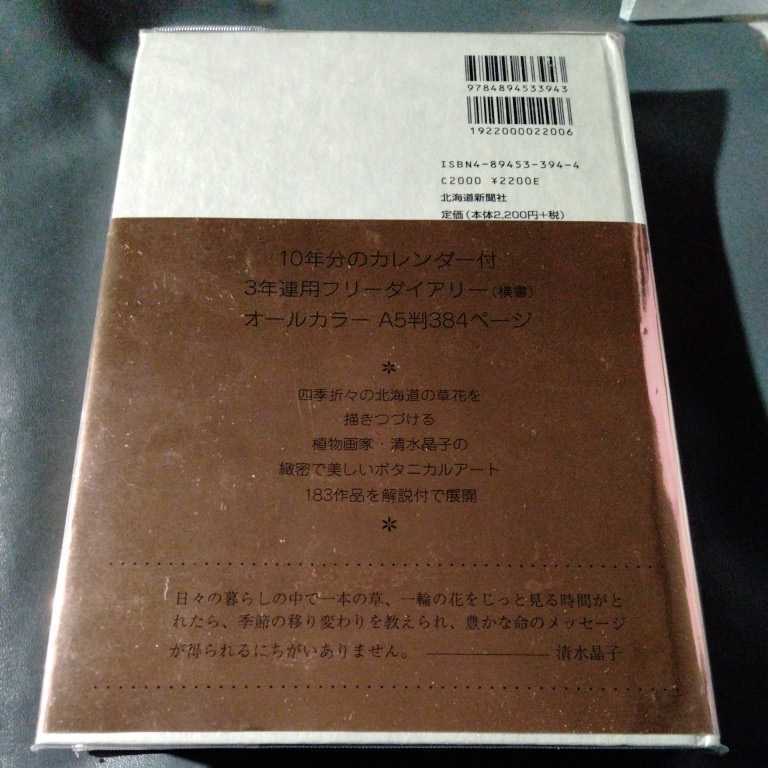 9784894533943
1922000022006
ISBN4-89453-394-4
C2000 ¥2200E
北海道新聞社
定価(本体2,200円+税)
10年分のカレンダー付
3年連用フリーダイアリー(横書)
オールカラー A5判384ページ
*
四季折々の北海道の草花を
描きつづける
植物画家・清水晶子の
緻密で美しいボタニカルアート
183作品を解説付で展開
*
日々の暮らしの中で一本の草、一輪の花をじっと見る時間がと
れたら、季節の移り変わりを教えられ、豊かな命のメッセージ
が得られるにちがいありません。 ――――― 清水晶子